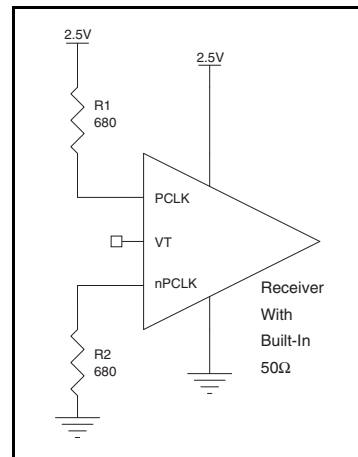 2.5V
2.5V
R1
680
PCLK
VT
nPCLK
R2
680
Receiver
With
Built-In
50Ω